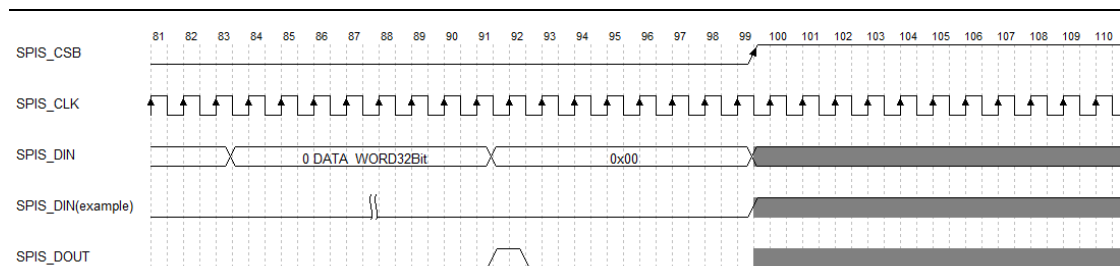 81 82 83 84 85 86 87 88 89 90 91 92 93 94 95 96 97 98 99 100 101 102 103 104 105 106 107 108 109 110
SPIS_CSB
SPIS_CLK
SPIS_DIN 0 DATA_WORD32Bit 0x00
SPIS_DIN(example)
SPIS_DOUT